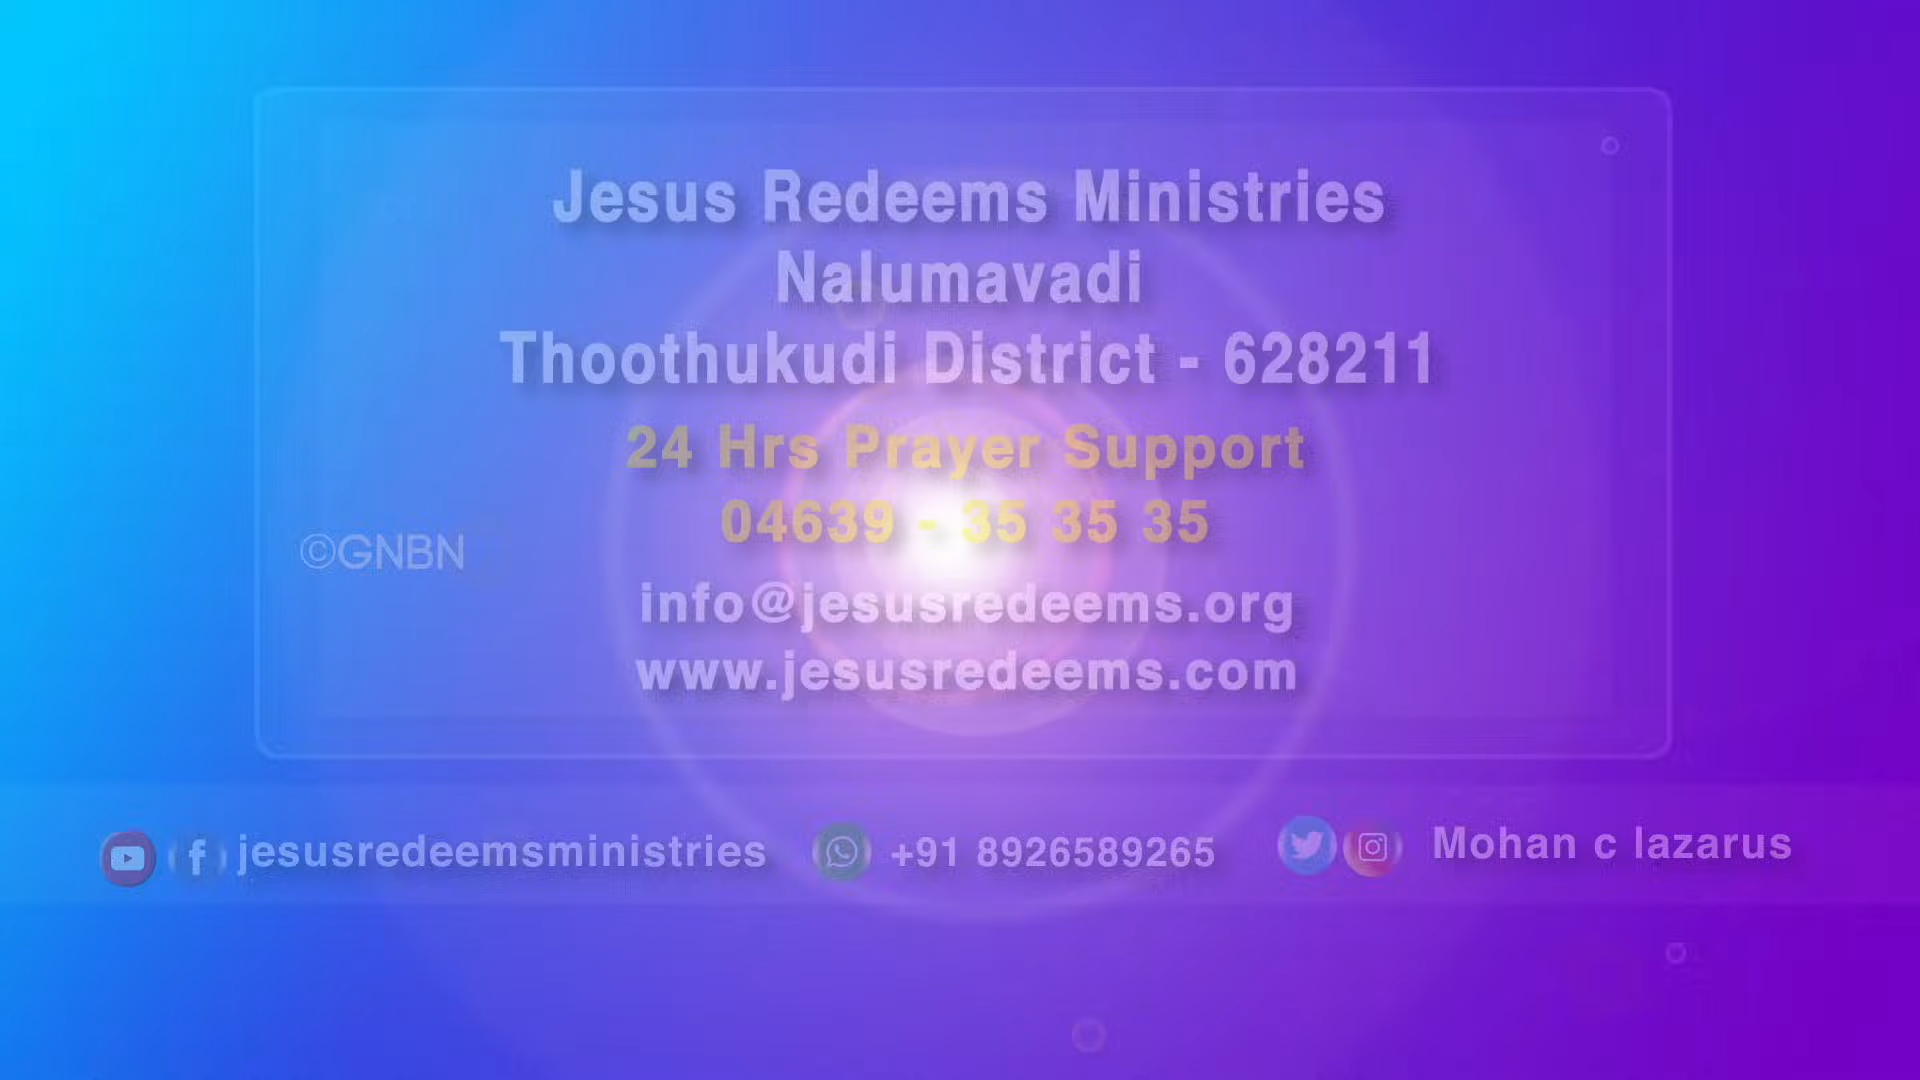 Jesus Redeems Ministries
Nalumavadi
Thoothukudi District - 628211
24 Hrs Prayer Support
04639 - 35 35 35
©GNBN
info@jesusredeems.org
www.jesusredeems.com
jesusredeemsministries
+91 8926589265
Mohan c lazarus